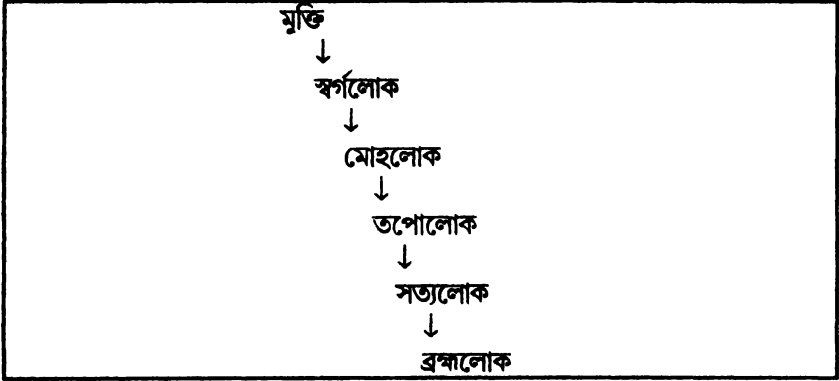 মুক্তি
↓
স্বর্গলোক
↓
মোহলোক
↓
তপোলোক
↓
সত্যলোক
↓
ব্রহ্মলোক